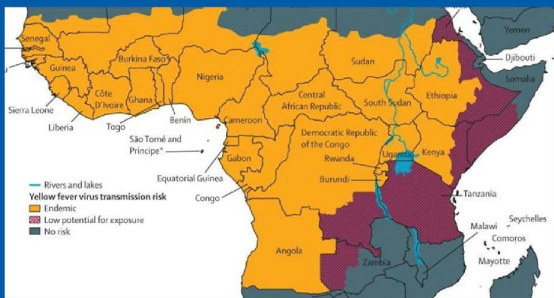 Senegal
Guinea
Burkina Faso
Nigeria
Sudan
Yemen
Djibouti
Somalia
Côte
D'Ivoire
Ghana
Sierra Leone
Liberia
Togo
Benin
Cameroon
Central
African Republic
South Sudan
Ethiopia
São Tomé and
Principe*
Gabon
Equatorial Guinea
Congo
Democratic Republic
of the Congo
Uganda
Kenya
Rwanda
Burundi
Tanzania
Rivers and lakes
Yellow fever virus transmission risk
Endemic
Low potential for exposure
No risk
Angola
Zambia
Malawi
Seychelles
Comoros
Mayotte